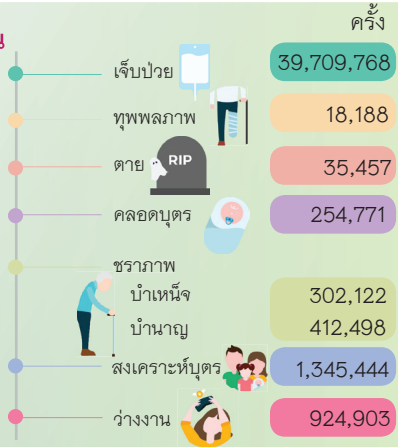 ครั้ง
น
เจ็บป่วย 39,709,768
ทุพพลภาพ 18,188
ตาย RIP 35,457
คลอดบุตร 254,771
ชราภาพ
บำเหน็จ 302,122
บำนาญ 412,498
สงเคราะห์บุตร 1,345,444
ว่างงาน 924,903